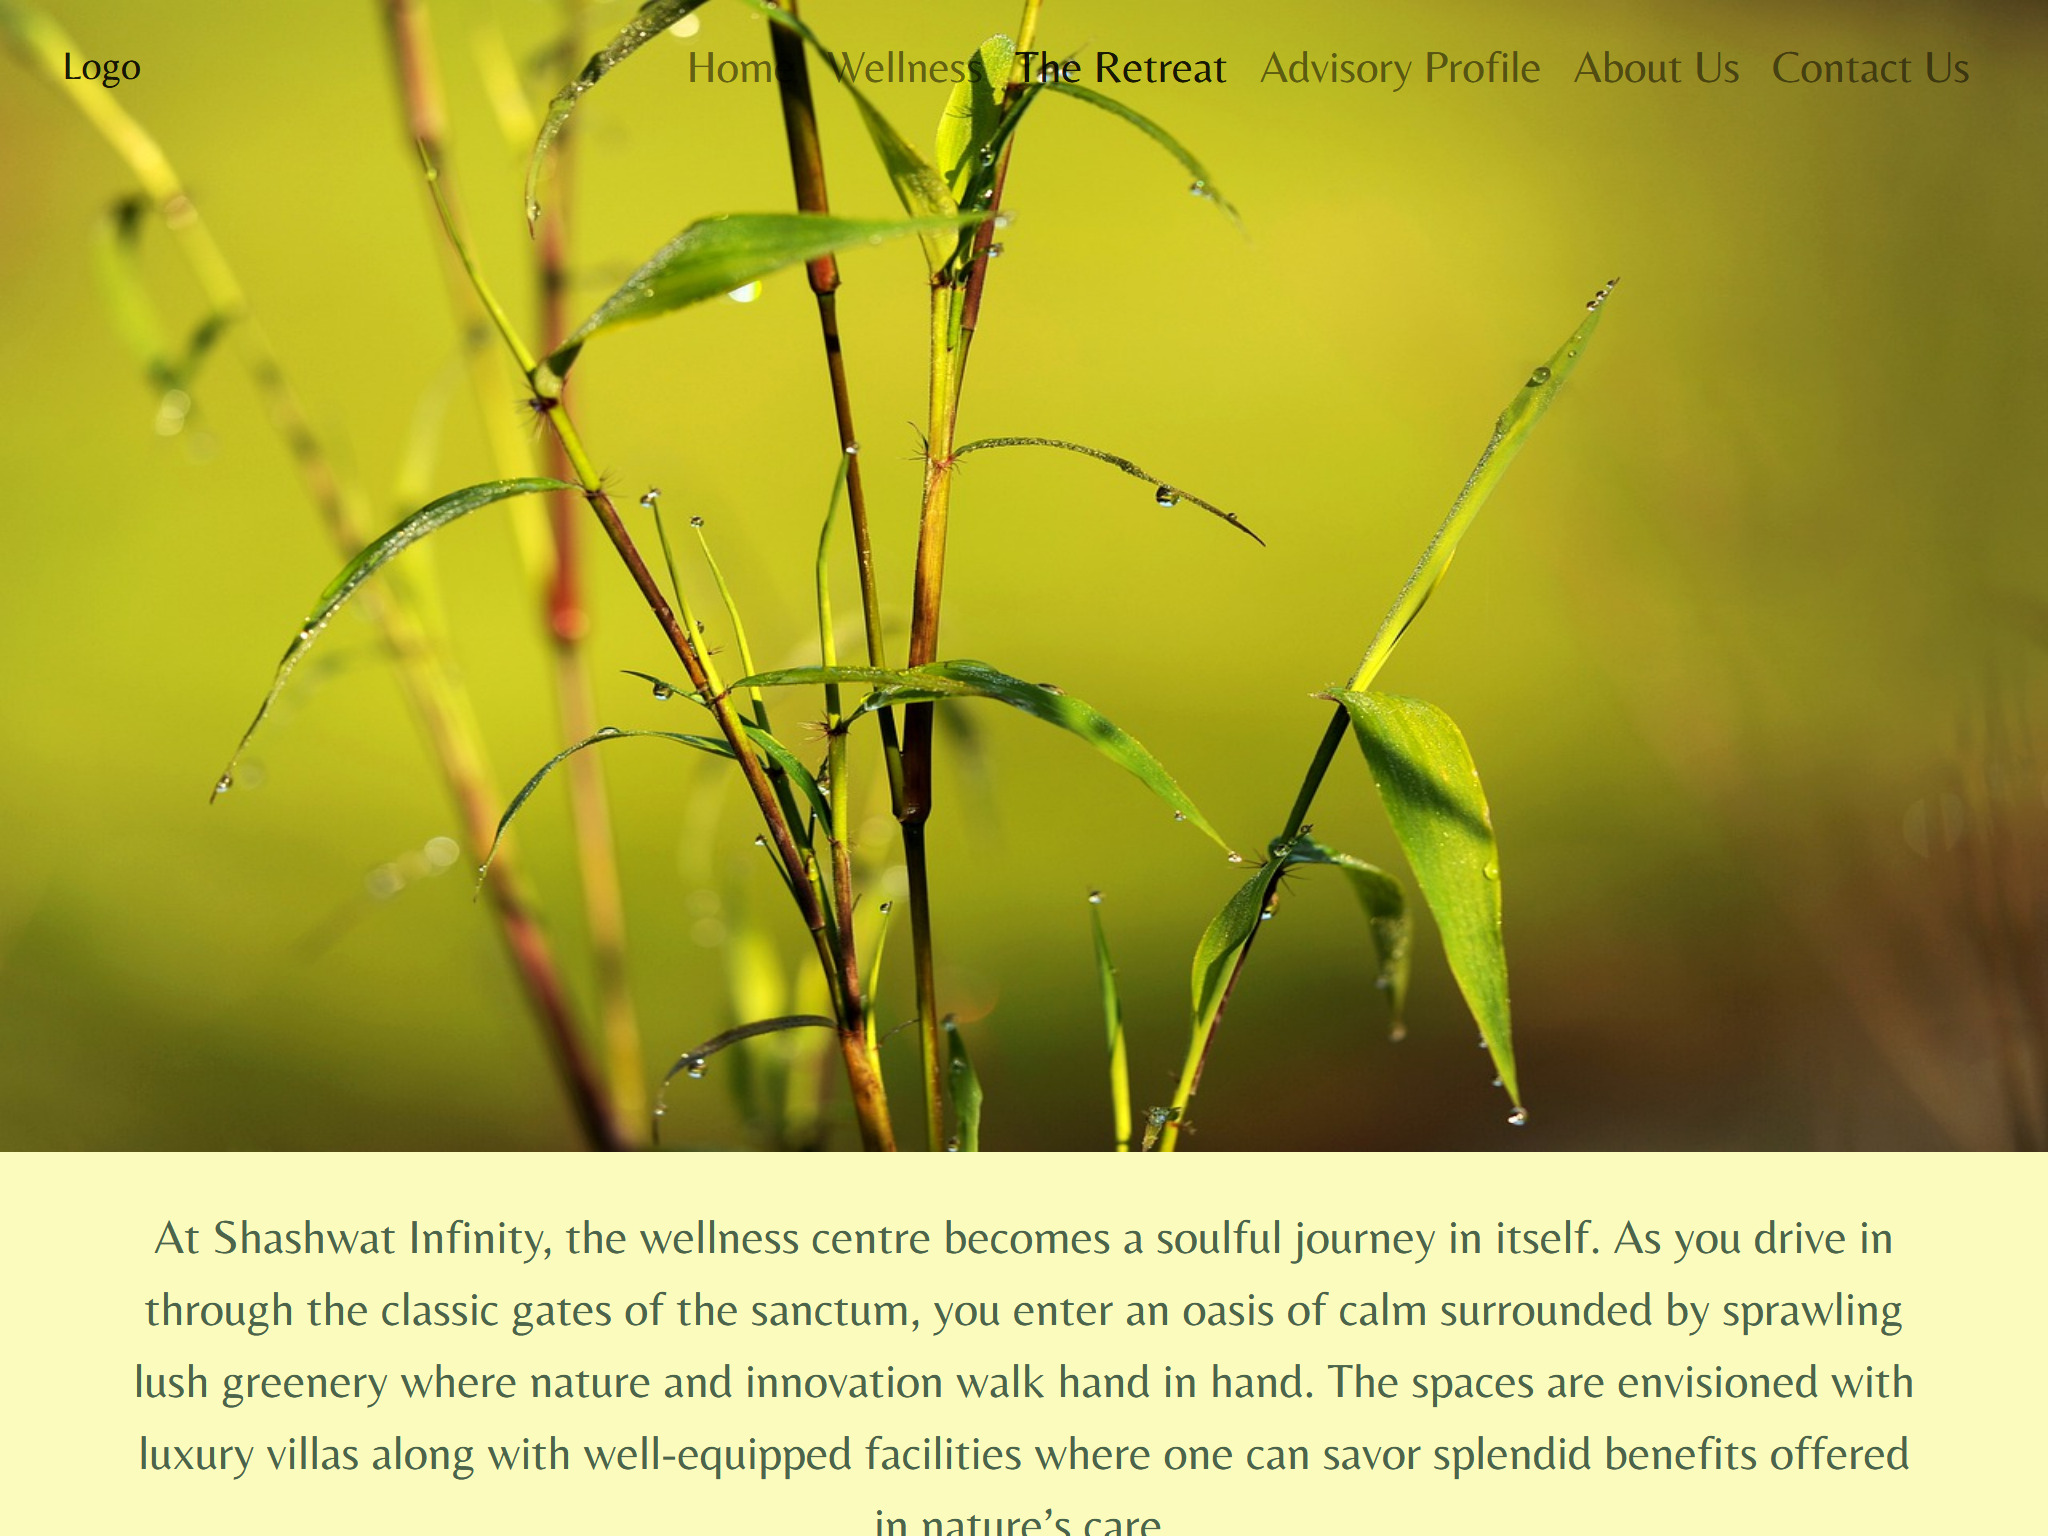 Logo
Home Wellness The Retreat Advisory Profile About Us Contact Us
At Shashwat Infinity, the wellness centre becomes a soulful journey in itself. As you drive in
through the classic gates of the sanctum, you enter an oasis of calm surrounded by sprawling
lush greenery where nature and innovation walk hand in hand. The spaces are envisioned with
luxury villas along with well-equipped facilities where one can savor splendid benefits offered
in nature’s care